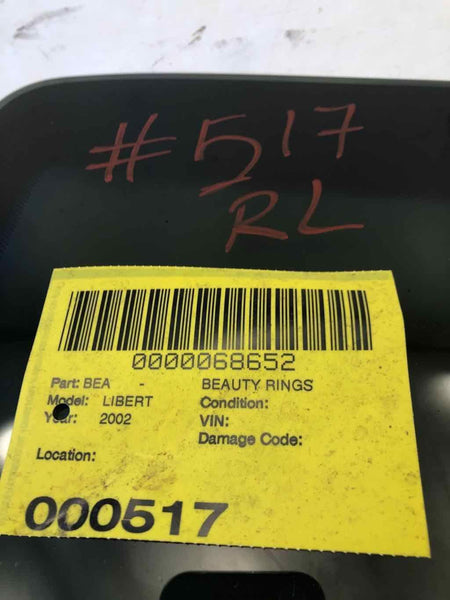 #517
RL
0000068652
Part: BEA - BEAUTY RINGS
Model: LIBERT Condition:
Year: 2002 VIN:
Damage Code:
Location:
000517